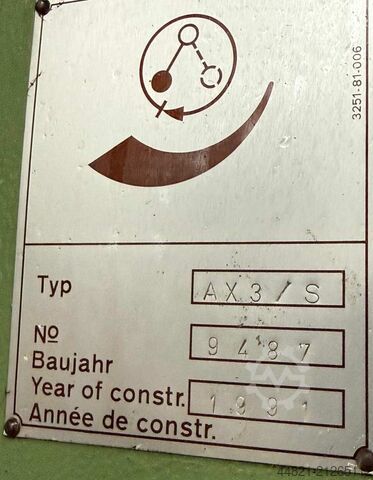 3251-81-006
Typ AX3/S
No 9487
Baujahr
Year of constr. 1991
Année de constr.